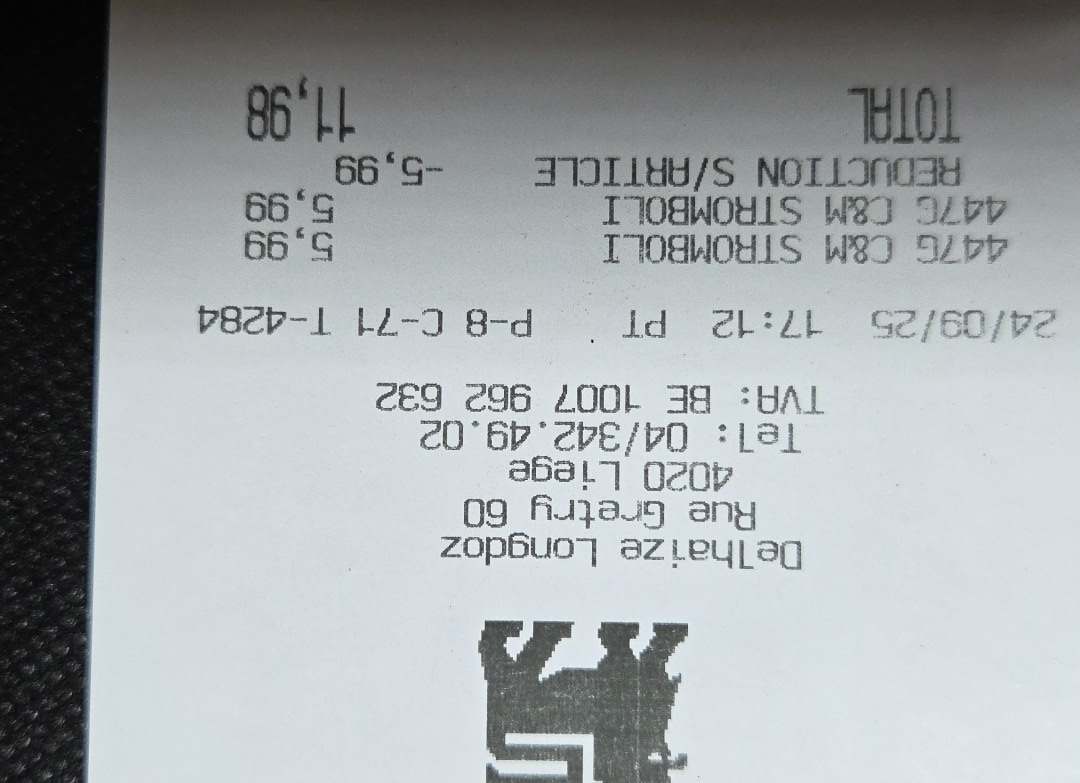 Delhaize Longdoz
Rue Gretry 60
4020 Liege
Tel: 04/342.49.02
TVA: BE 1007 962 632
24/09/25 17:12 PT P-8 C-71 T-4284
447G C&M STROMBOLI 5,99
447G C&M STROMBOLI 5,99
REDUCTION S/ARTICLE -5,99
TOTAL 11,98